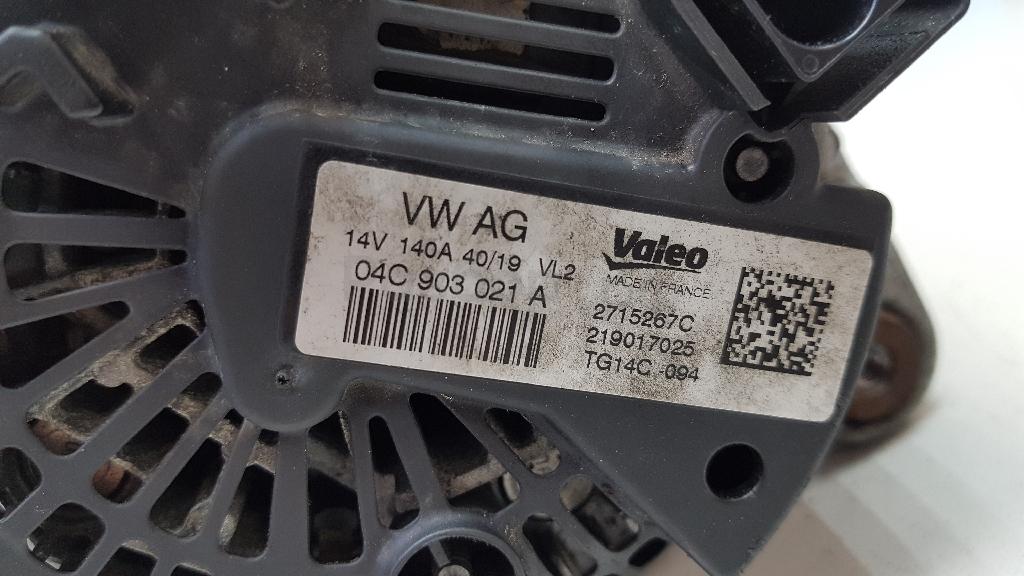 VW AG
14V 140A 40/19 VL2
04C 903 021 A
Valeo
MADE IN FRANCE
2715267C
219017025
TG14C -094